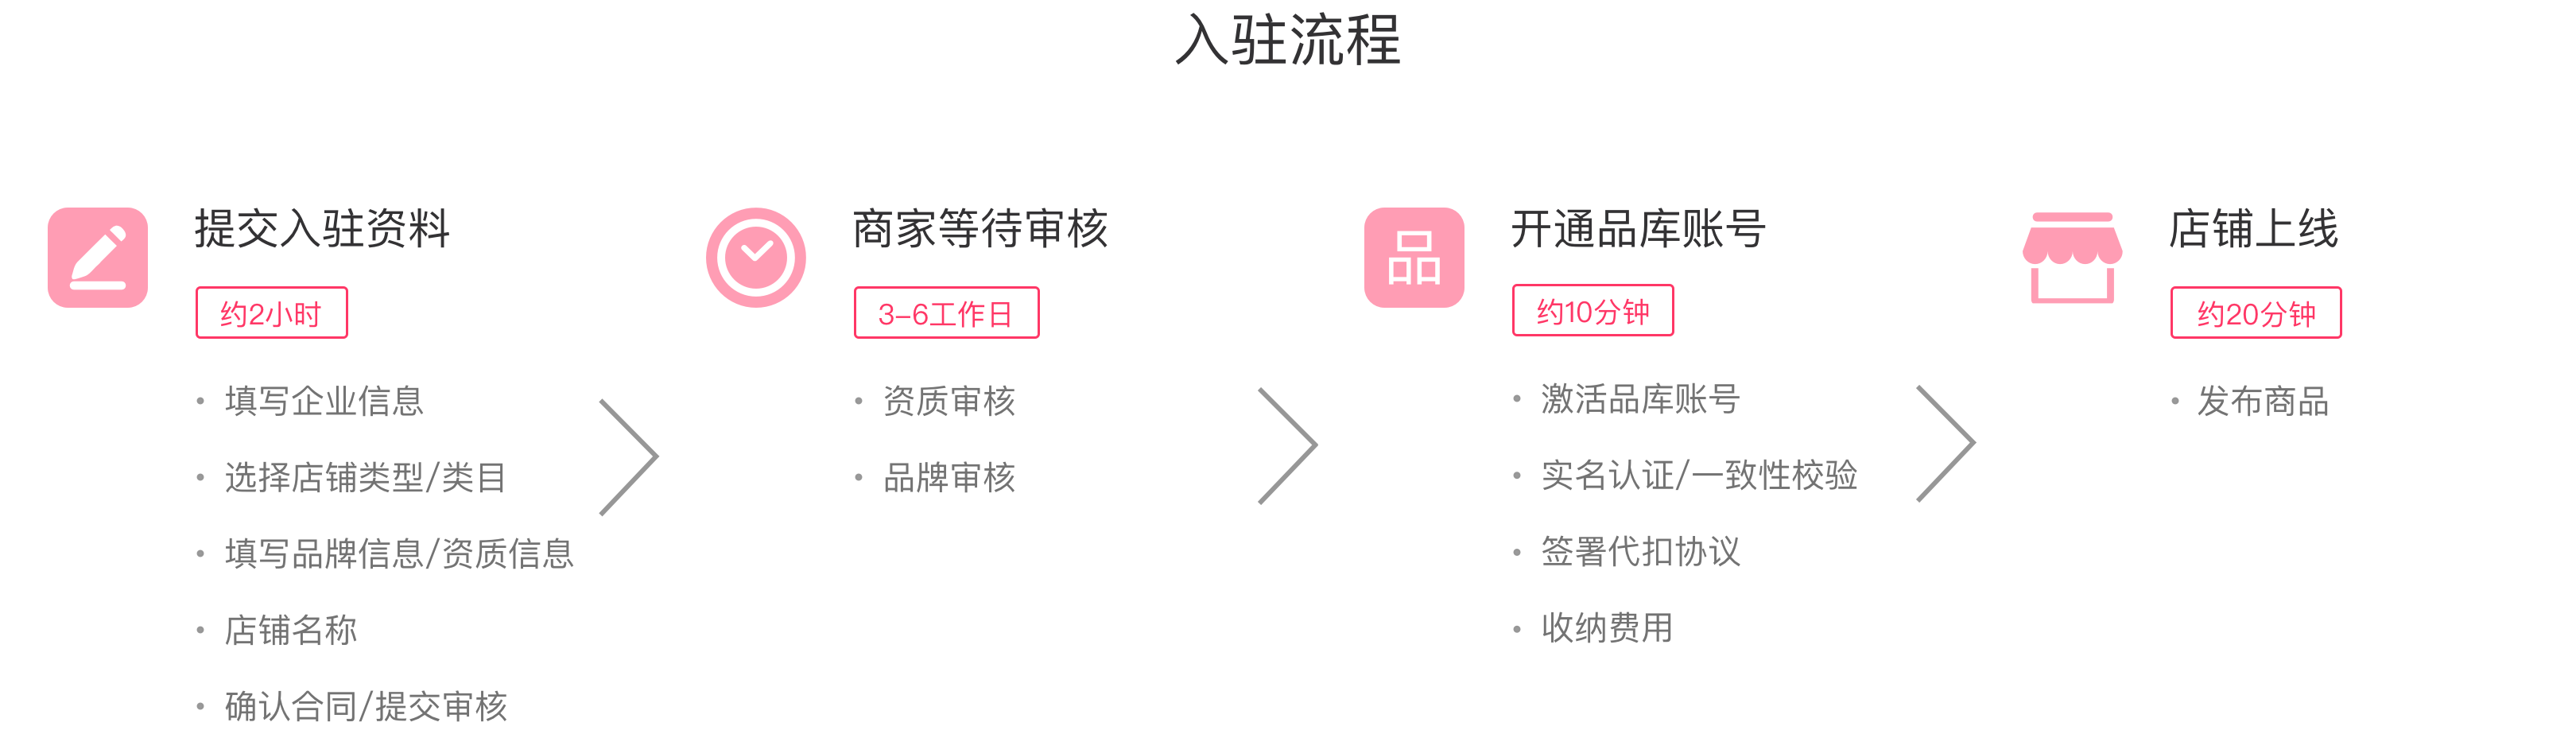 入驻流程
提交入驻资料
约2小时
• 填写企业信息
• 选择店铺类型/类目
• 填写品牌信息/资质信息
• 店铺名称
• 确认合同/提交审核
商家等待审核
3-6工作日
• 资质审核
• 品牌审核
品
开通品库账号
约10分钟
• 激活品库账号
• 实名认证/一致性校验
• 签署代扣协议
• 收纳费用
店铺上线
约20分钟
• 发布商品